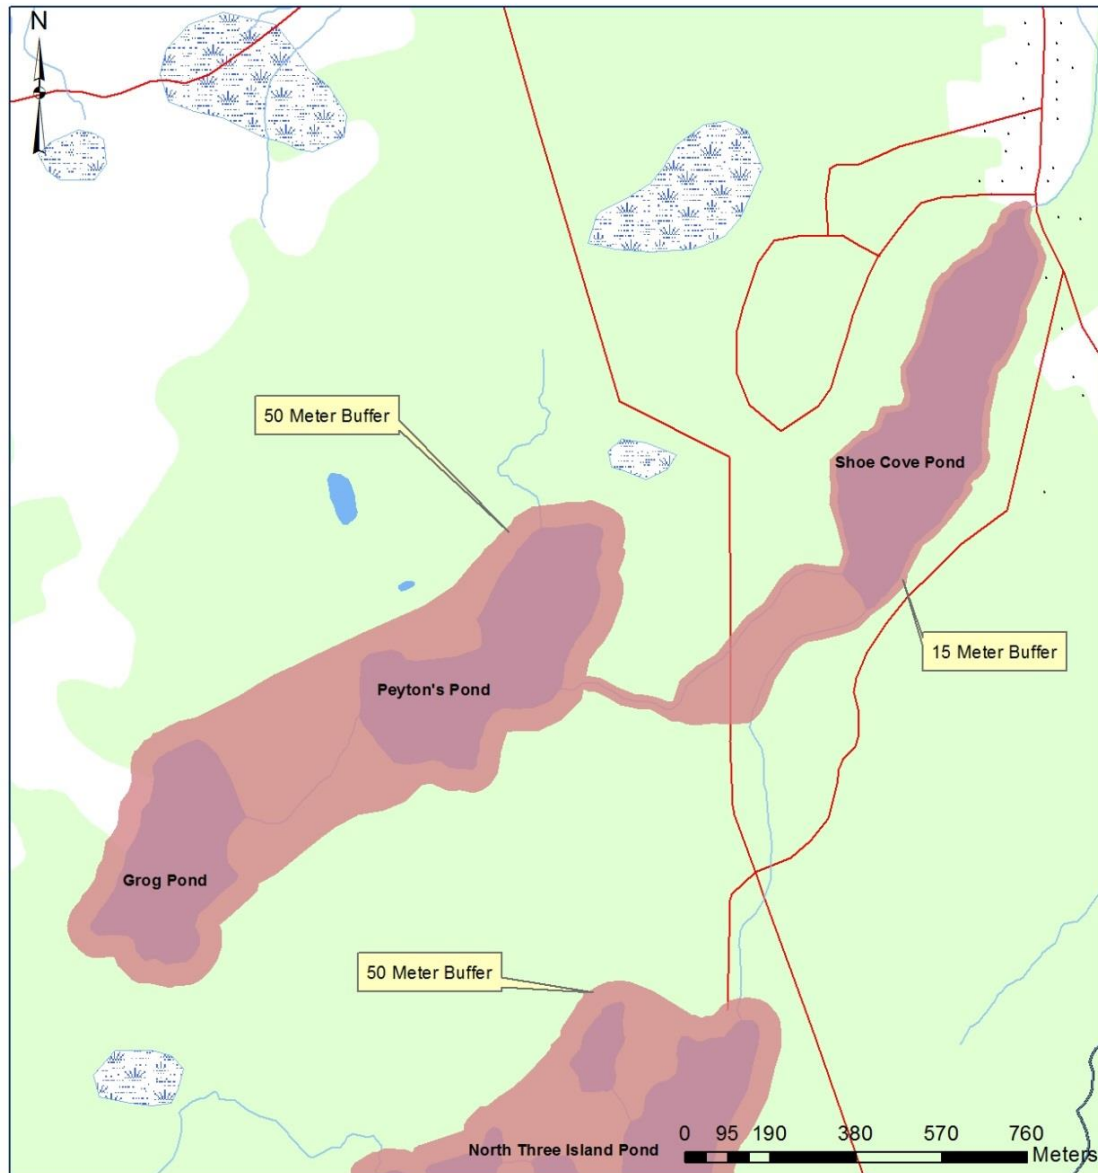 N
50 Meter Buffer
Shoe Cove Pond
15 Meter Buffer
Peyton's Pond
Grog Pond
50 Meter Buffer
North Three Island Pond
0 95 190 380 570 760
Meters